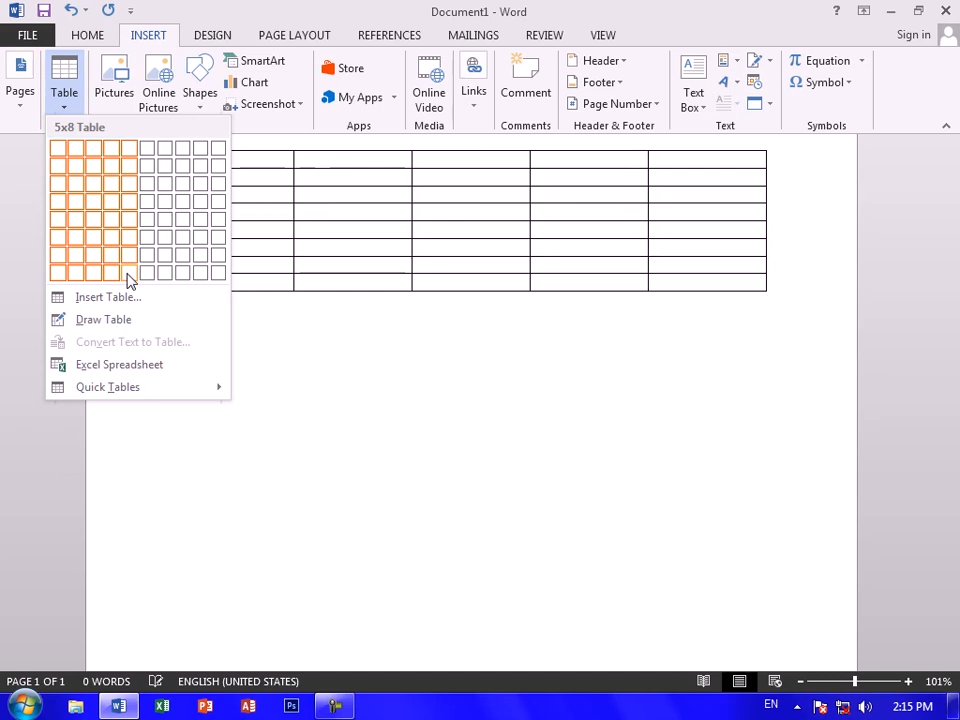 Document1 - Word
?
Sign in
FILE
HOME
INSERT
DESIGN
PAGE LAYOUT
REFERENCES
MAILINGS
REVIEW
VIEW
Pages
Table
Pictures
Online
Pictures
Shapes
SmartArt
Chart
Screenshot
Store
My Apps
Apps
Online
Video
Media
Links
Comment
Comments
Header
Footer
Page Number
Header & Footer
Text
Box
Text
Equation
Symbol
Symbols
5x8 Table
Insert Table...
Draw Table
Convert Text to Table...
Excel Spreadsheet
Quick Tables
PAGE 1 OF 1
0 WORDS
ENGLISH (UNITED STATES)
101%
EN
2:15 PM